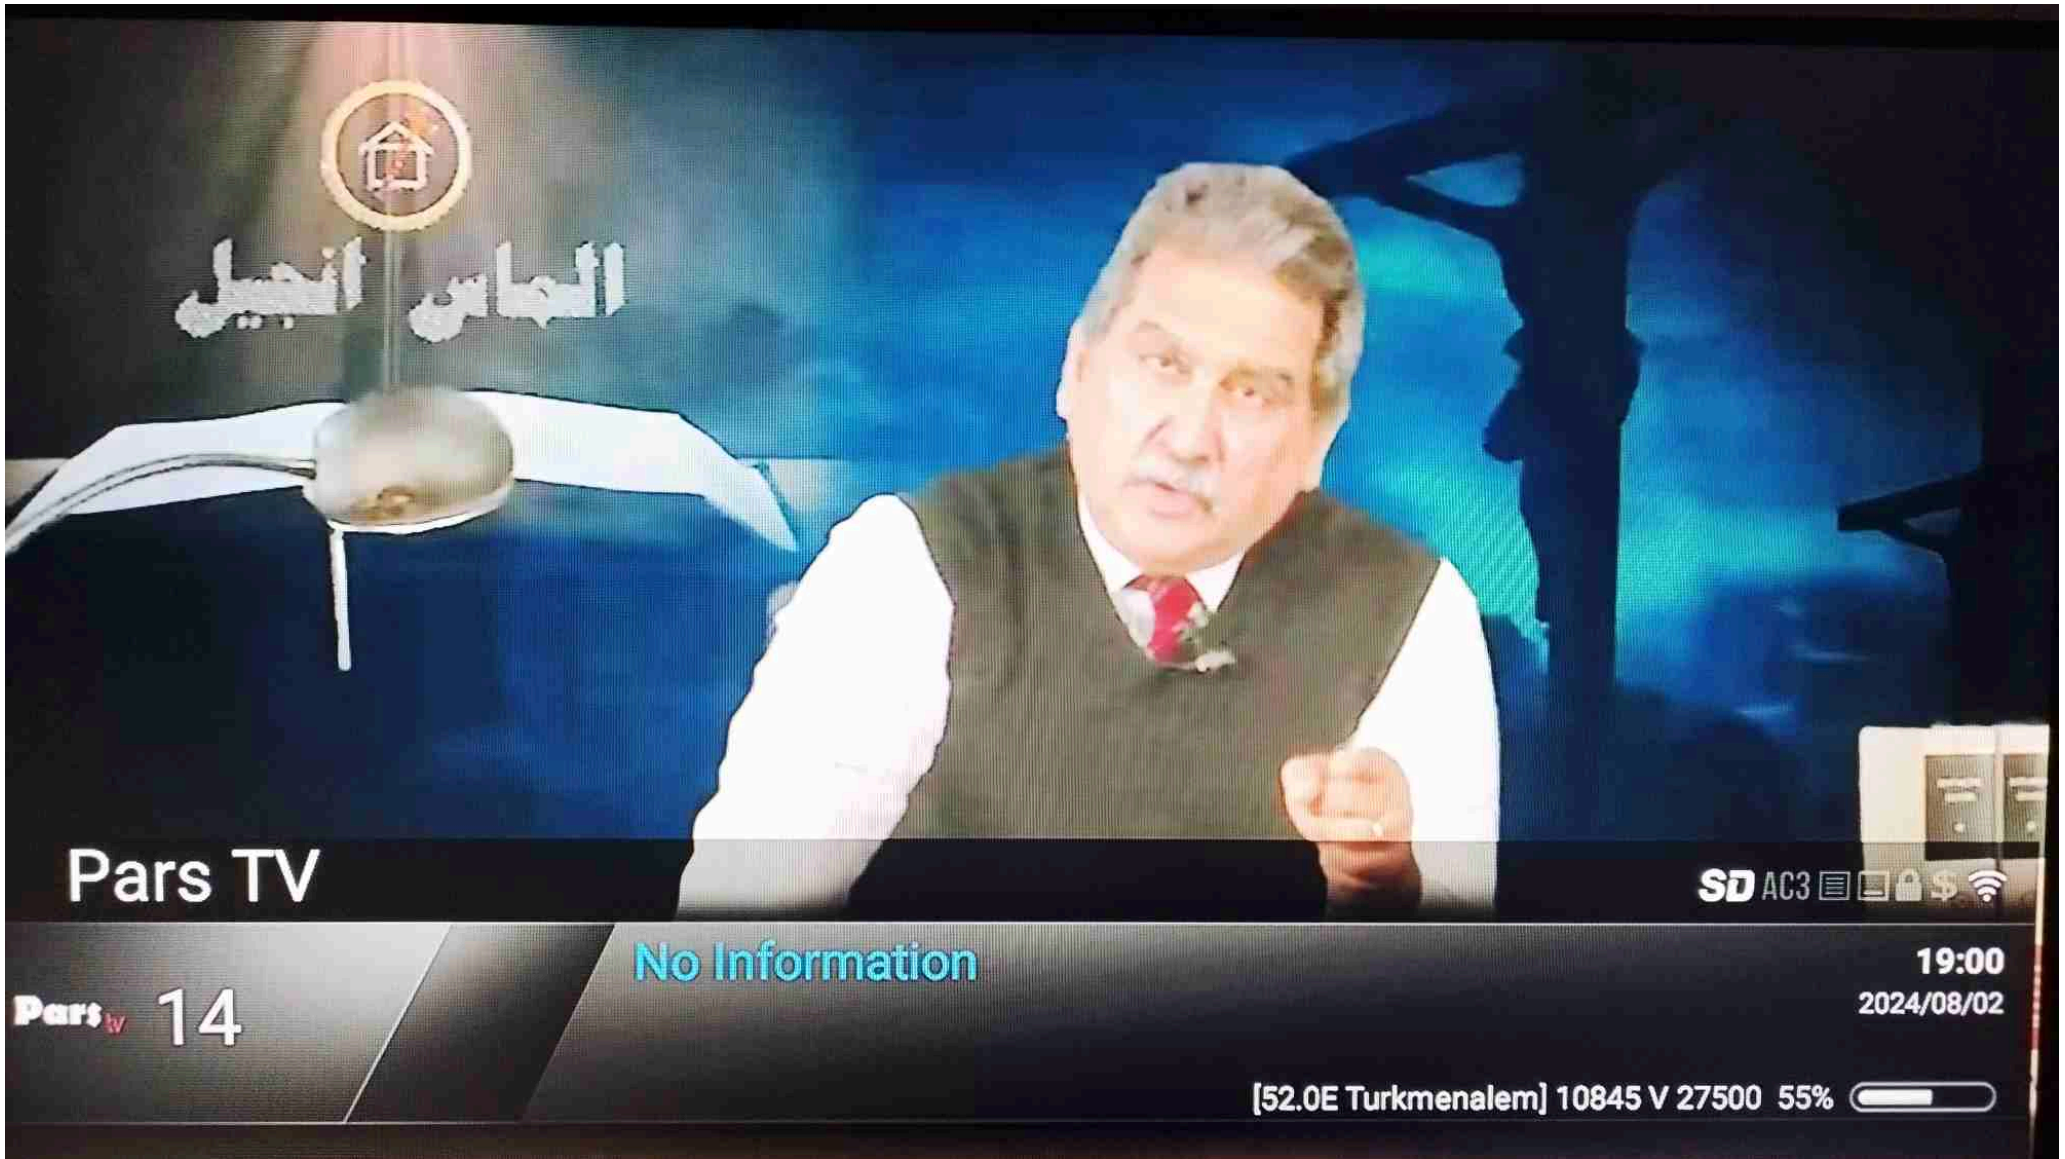 الماس انجیل
Pars TV
SD AC3 $
No Information
19:00
Pars tv 14
2024/08/02
[52.0E Turkmenalem] 10845 V 27500 55%